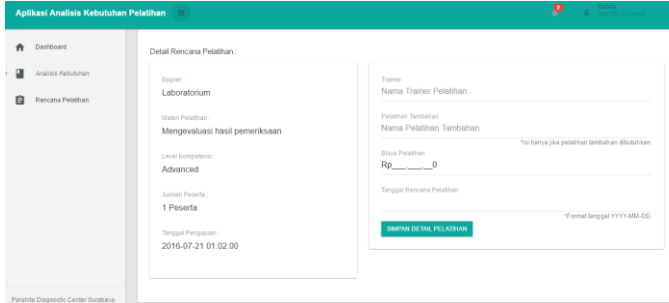 Aplikasi Analisis Kebutuhan Pelatihan
Nabila
Dashboard
Analisis Kebutuhan
Rencana Pelatihan
Detail Rencana Pelatihan :
Bagian :
Laboratorium
Materi Pelatihan :
Mengevaluasi hasil pemeriksaan
Level Kompetensi :
Advanced
Jumlah Peserta :
1 Peserta
Tanggal Pengajuan :
2016-07-21 01:02:00
Trainer
Nama Trainer Pelatihan
Pelatihan Tambahan
Nama Pelatihan Tambahan
*Isi hanya jika pelatihan tambahan dibutuhkan.
Biaya Pelatihan
Rp___.___.__0
Tanggal Rencana Pelatihan
*Format tanggal YYYY-MM-DD.
SIMPAN DETAIL PELATIHAN
Parahita Diagnostic Center Surabaya